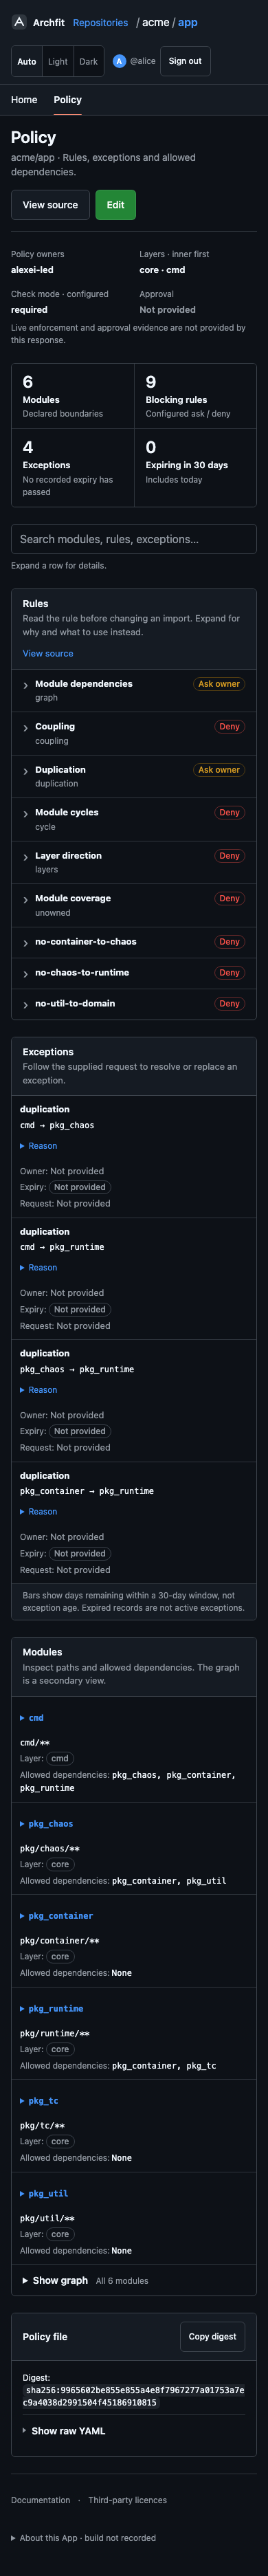 Archfit Repositories / acme / app
Auto Light Dark A @alice Sign out
Home Policy
Policy
acme/app · Rules, exceptions and allowed
dependencies.
View source Edit
Policy owners Layers · inner first
alexei-led core · cmd
Check mode · configured Approval
required Not provided
Live enforcement and approval evidence are not provided by
this response.
6 9
Modules Blocking rules
Declared boundaries Configured ask / deny
4 0
Exceptions Expiring in 30 days
No recorded expiry has Includes today
passed
Search modules, rules, exceptions...
Expand a row for details.
Rules
Read the rule before changing an import. Expand for
why and what to use instead.
View source
Module dependencies Ask owner
graph
Coupling Deny
coupling
Duplication Ask owner
duplication
Module cycles Deny
cycle
Layer direction Deny
layers
Module coverage Deny
unowned
no-container-to-chaos Deny
no-chaos-to-runtime Deny
no-util-to-domain Deny
Exceptions
Follow the supplied request to resolve or replace an
exception.
duplication
cmd → pkg_chaos
Reason
Owner: Not provided
Expiry: Not provided
Request: Not provided
duplication
cmd → pkg_runtime
Reason
Owner: Not provided
Expiry: Not provided
Request: Not provided
duplication
pkg_chaos → pkg_runtime
Reason
Owner: Not provided
Expiry: Not provided
Request: Not provided
duplication
pkg_container → pkg_runtime
Reason
Owner: Not provided
Expiry: Not provided
Request: Not provided
Bars show days remaining within a 30-day window, not
exception age. Expired records are not active exceptions.
Modules
Inspect paths and allowed dependencies. The graph
is a secondary view.
cmd
cmd/**
Layer: cmd
Allowed dependencies: pkg_chaos, pkg_container,
pkg_runtime
pkg_chaos
pkg/chaos/**
Layer: core
Allowed dependencies: pkg_container, pkg_util
pkg_container
pkg/container/**
Layer: core
Allowed dependencies: None
pkg_runtime
pkg/runtime/**
Layer: core
Allowed dependencies: pkg_container, pkg_tc
pkg_tc
pkg/tc/**
Layer: core
Allowed dependencies: None
pkg_util
pkg/util/**
Layer: core
Allowed dependencies: None
Show graph All 6 modules
Policy file Copy digest
Digest:
sha256:9965602be855e855a4e8f7967277a01753a7e
c9a4038d2991504f45186910815
Show raw YAML
Documentation · Third-party licences
About this App · build not recorded